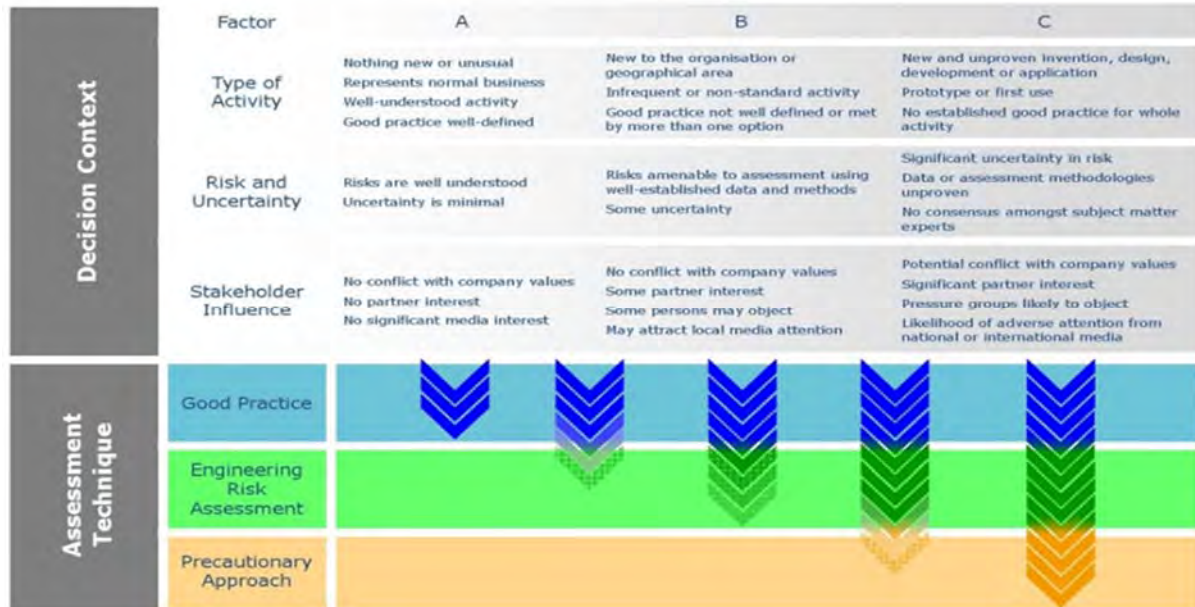 Decision Context
Factor
A
B
C
Type of
Activity
Nothing new or unusual
Represents normal business
Well-understood activity
Good practice well-defined
New to the organisation or
geographical area
Infrequent or non-standard activity
Good practice not well defined or met
by more than one option
New and unproven invention, design,
development or application
Prototype or first use
No established good practice for whole
activity
Risk and
Uncertainty
Risks are well understood
Uncertainty is minimal
Risks amenable to assessment using
well-established data and methods
Some uncertainty
Significant uncertainty in risk
Data or assessment methodologies
unproven
No consensus amongst subject matter
experts
Stakeholder
Influence
No conflict with company values
No partner interest
No significant media interest
No conflict with company values
Some partner interest
Some persons may object
May attract local media attention
Potential conflict with company values
Significant partner interest
Pressure groups likely to object
Likelihood of adverse attention from
national or international media
Assessment
Technique
Good Practice
Engineering
Risk
Assessment
Precautionary
Approach